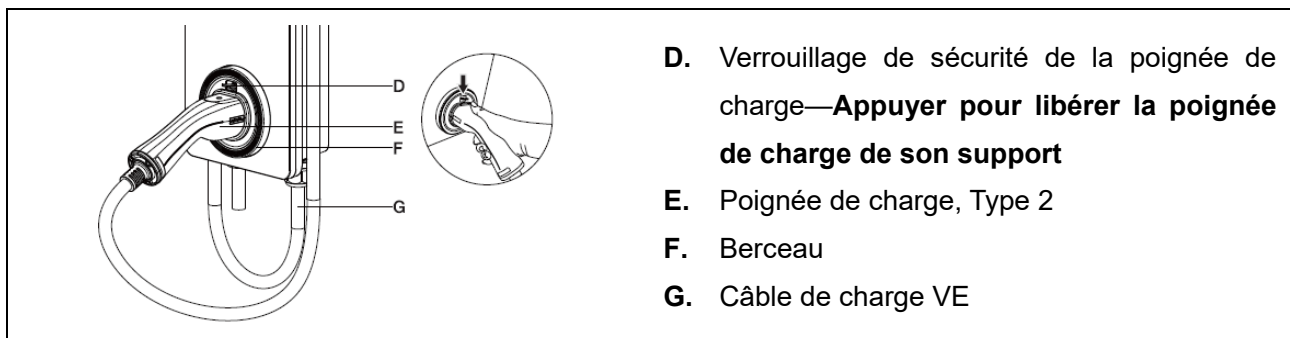 D
E
F
G
D. Verrouillage de sécurité de la poignée de
charge—Appuyer pour libérer la poignée
de charge de son support
E. Poignée de charge, Type 2
F. Berceau
G. Câble de charge VE